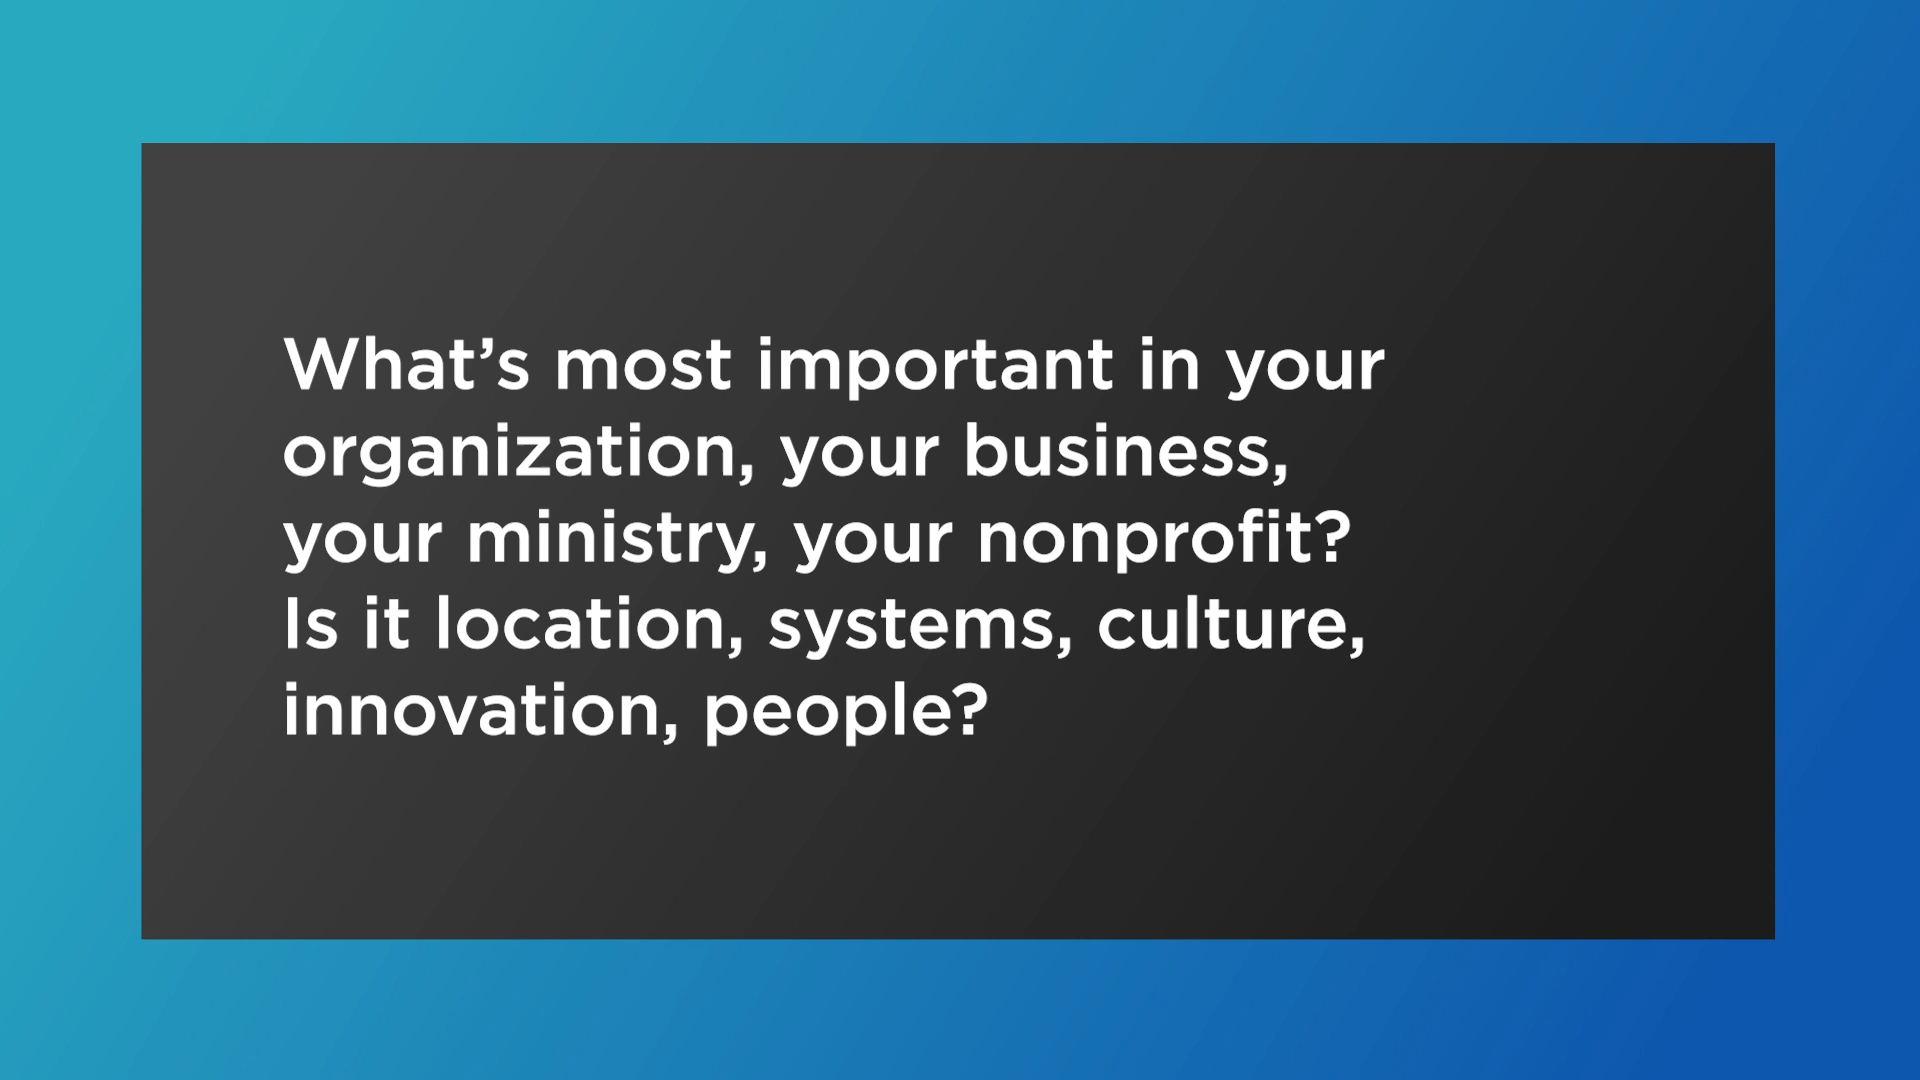 What’s most important in your
organization, your business,
your ministry, your nonprofit?
Is it location, systems, culture,
innovation, people?